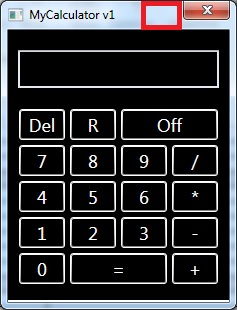 MyCalculator v1
Del R Off
7 8 9 /
4 5 6 *
1 2 3 -
0 = +